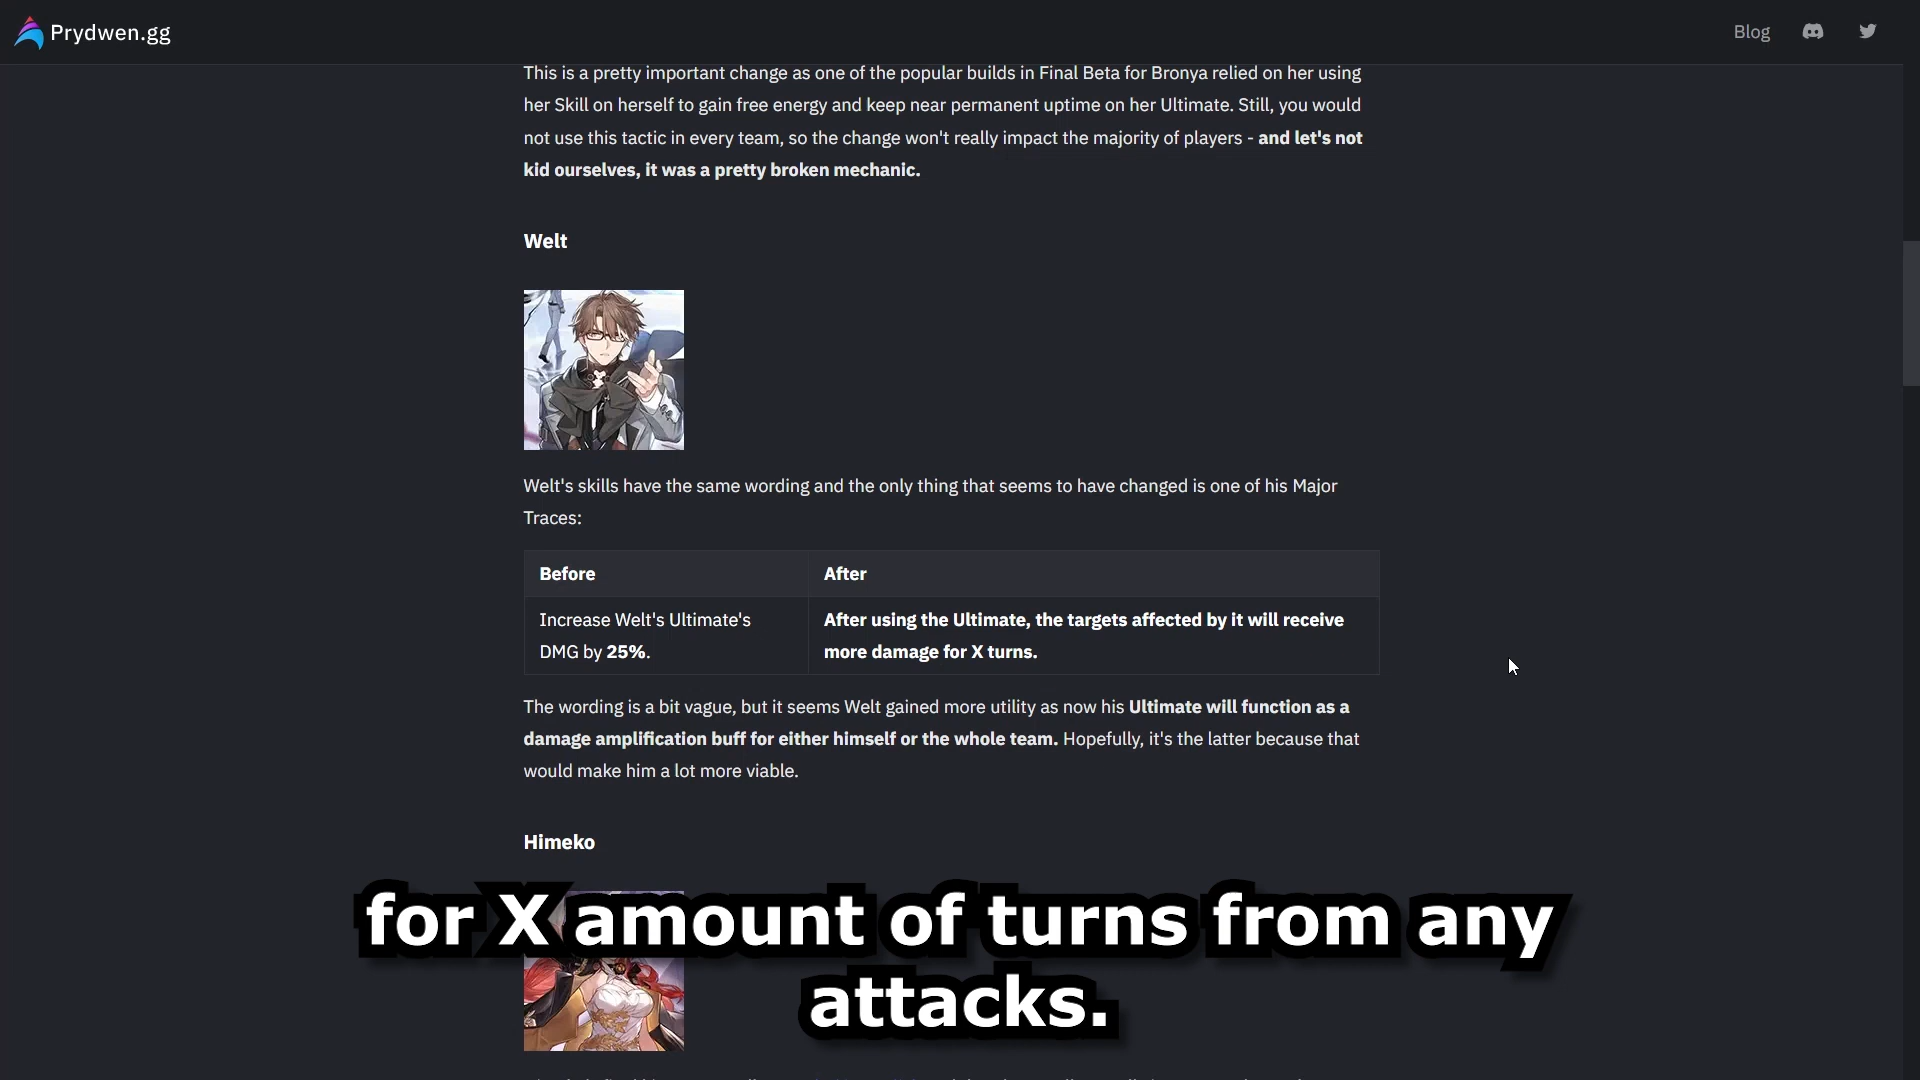 Prydwen.gg
Blog
This is a pretty important change as one of the popular builds in Final Beta for Bronya relied on her using
her Skill on herself to gain free energy and keep near permanent uptime on her Ultimate. Still, you would
not use this tactic in every team, so the change won't really impact the majority of players - and let's not
kid ourselves, it was a pretty broken mechanic.
Welt
Welt's skills have the same wording and the only thing that seems to have changed is one of his Major
Traces:
Before
After
Increase Welt's Ultimate's
DMG by 25%.
After using the Ultimate, the targets affected by it will receive
more damage for X turns.
The wording is a bit vague, but it seems Welt gained more utility as now his Ultimate will function as a
damage amplification buff for either himself or the whole team. Hopefully, it's the latter because that
would make him a lot more viable.
Himeko
for X amount of turns from any
attacks.